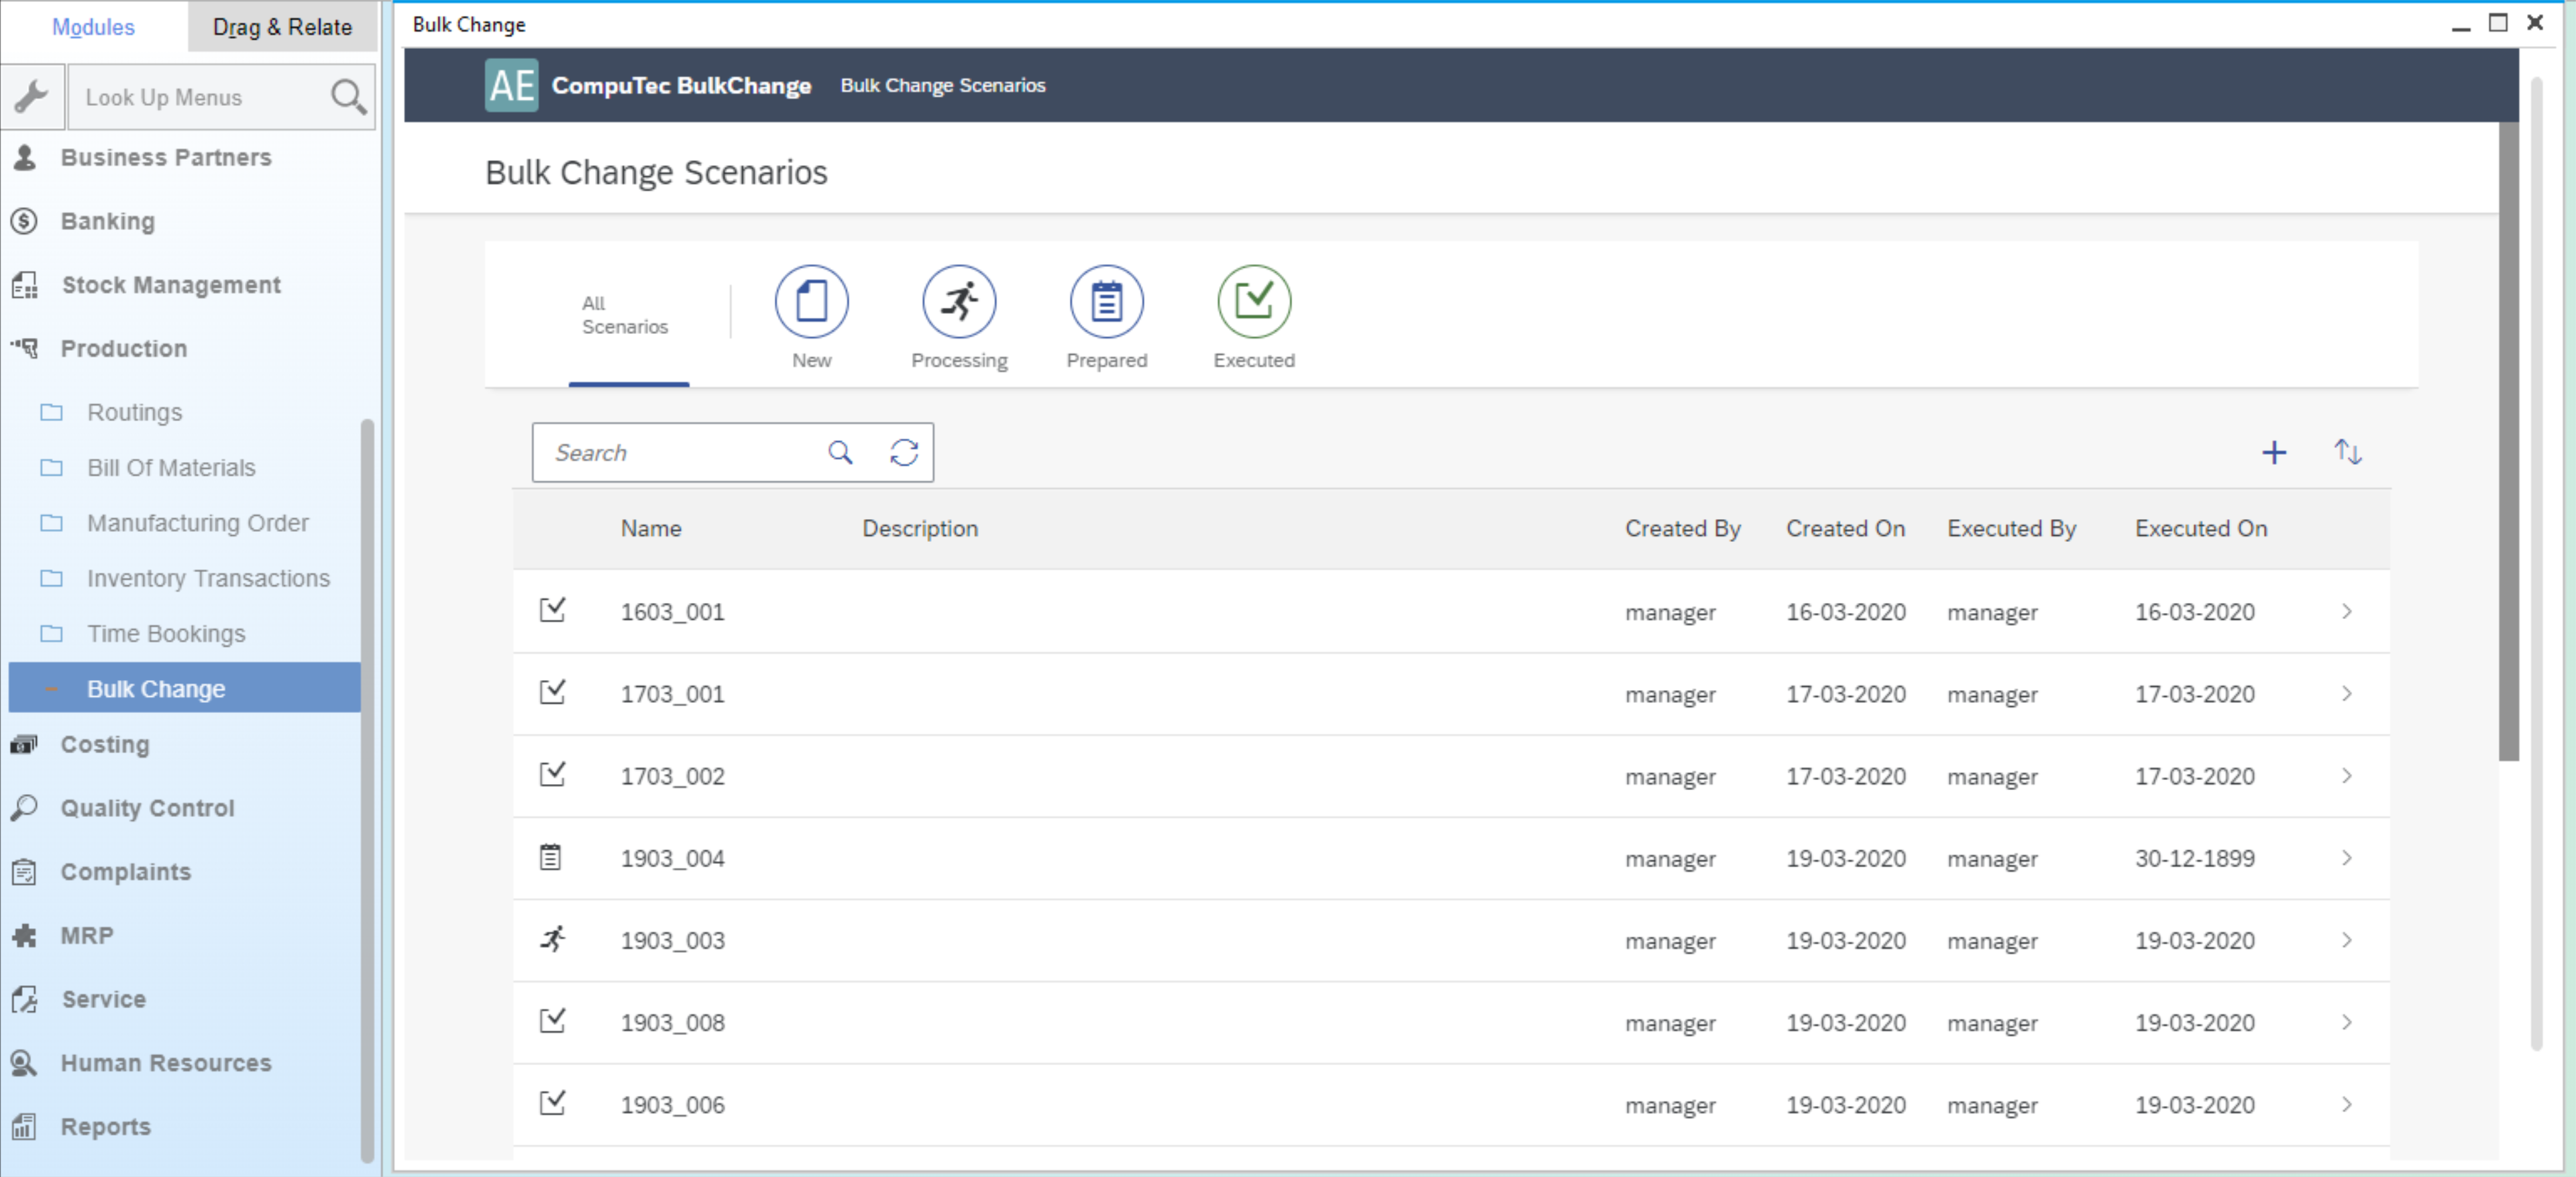 Modules
Drag & Relate
Look Up Menus
Business Partners
Banking
Stock Management
Production
Routings
Bill Of Materials
Manufacturing Order
Inventory Transactions
Time Bookings
Bulk Change
Costing
Quality Control
Complaints
MRP
Service
Human Resources
Reports
Bulk Change
AE CompuTec BulkChange Bulk Change Scenarios
Bulk Change Scenarios
All
Scenarios
New
Processing
Prepared
Executed
Search
Name Description Created By Created On Executed By Executed On
1603_001 manager 16-03-2020 manager 16-03-2020
1703_001 manager 17-03-2020 manager 17-03-2020
1703_002 manager 17-03-2020 manager 17-03-2020
1903_004 manager 19-03-2020 manager 30-12-1899
1903_003 manager 19-03-2020 manager 19-03-2020
1903_008 manager 19-03-2020 manager 19-03-2020
1903_006 manager 19-03-2020 manager 19-03-2020